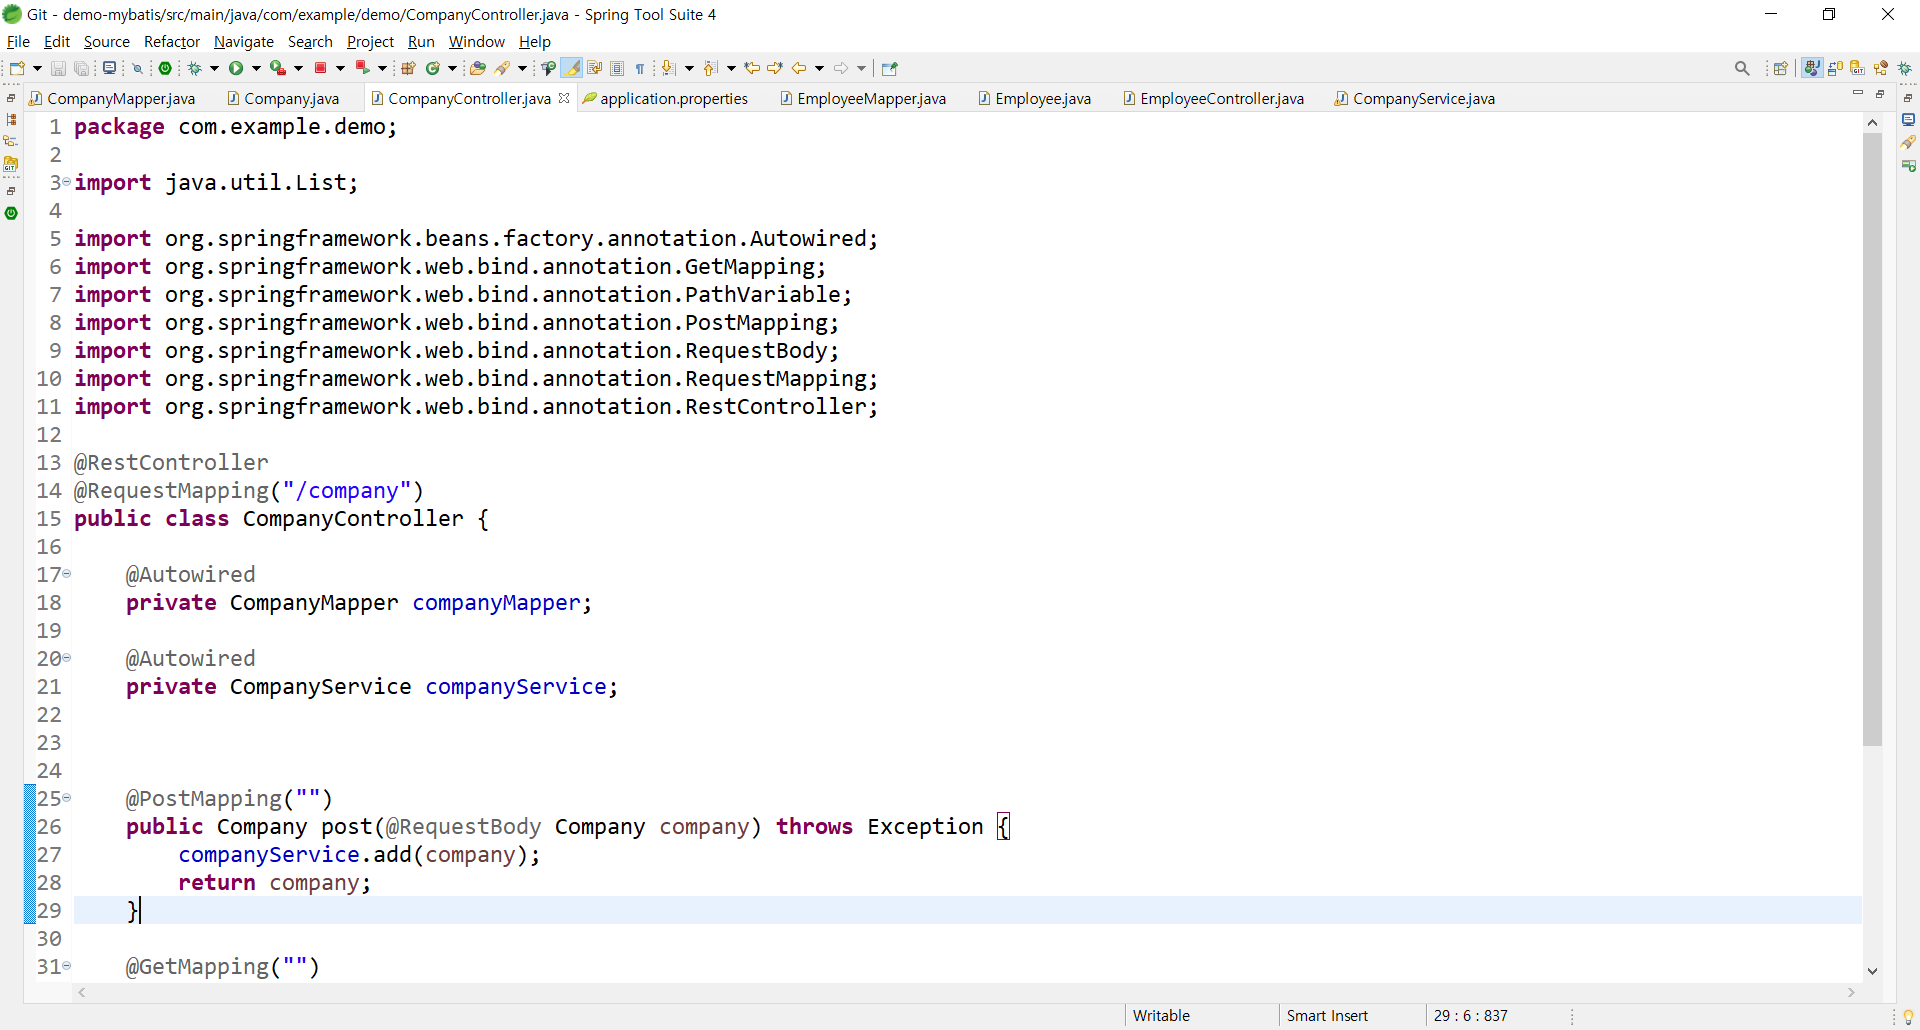 Git - demo-mybatis/src/main/java/com/example/demo/CompanyController.java - Spring Tool Suite 4
File Edit Source Refactor Navigate Search Project Run Window Help
CompanyMapper.java Company.java CompanyController.java application.properties EmployeeMapper.java Employee.java EmployeeController.java CompanyService.java
1 package com.example.demo;
2
3 import java.util.List;
4
5 import org.springframework.beans.factory.annotation.Autowired;
6 import org.springframework.web.bind.annotation.GetMapping;
7 import org.springframework.web.bind.annotation.PathVariable;
8 import org.springframework.web.bind.annotation.PostMapping;
9 import org.springframework.web.bind.annotation.RequestBody;
10 import org.springframework.web.bind.annotation.RequestMapping;
11 import org.springframework.web.bind.annotation.RestController;
12
13 @RestController
14 @RequestMapping("/company")
15 public class CompanyController {
16
17     @Autowired
18     private CompanyMapper companyMapper;
19
20     @Autowired
21     private CompanyService companyService;
22
23
24
25     @PostMapping("")
26     public Company post(@RequestBody Company company) throws Exception {
27         companyService.add(company);
28         return company;
29     }
30
31     @GetMapping("")
Writable Smart Insert 29 : 6 : 837